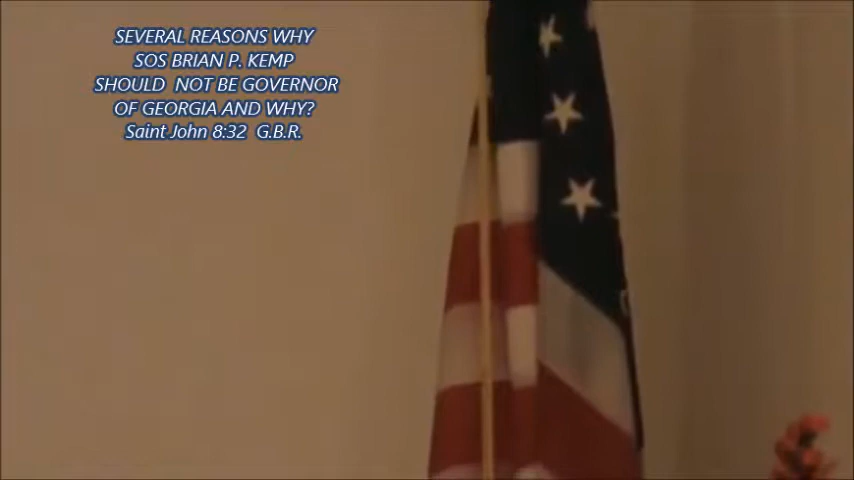 SEVERAL REASONS WHY
SOS BRIAN P. KEMP
SHOULD  NOT BE GOVERNOR
OF GEORGIA AND WHY?
Saint John 8:32  G.B.R.